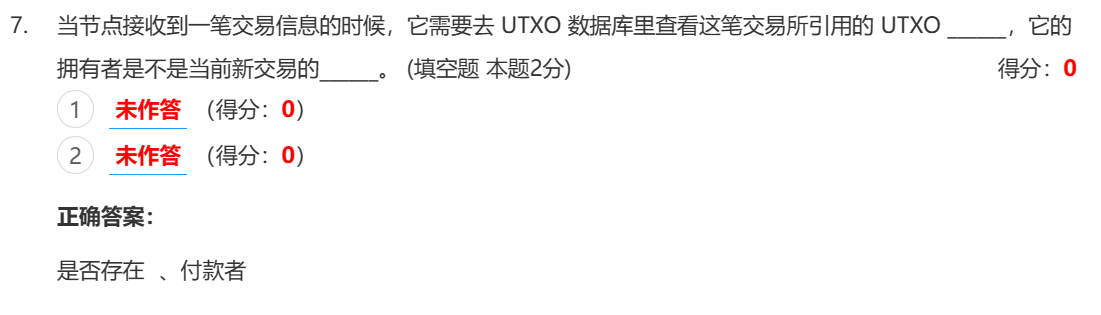 7. 当节点接收到一笔交易信息的时候，它需要去 UTXO 数据库里查看这笔交易所引用的 UTXO ______，它的
拥有者是不是当前新交易的______。 (填空题 本题2分) 得分：0
1 未作答 （得分：0）
2 未作答 （得分：0）
正确答案：
是否存在 、付款者